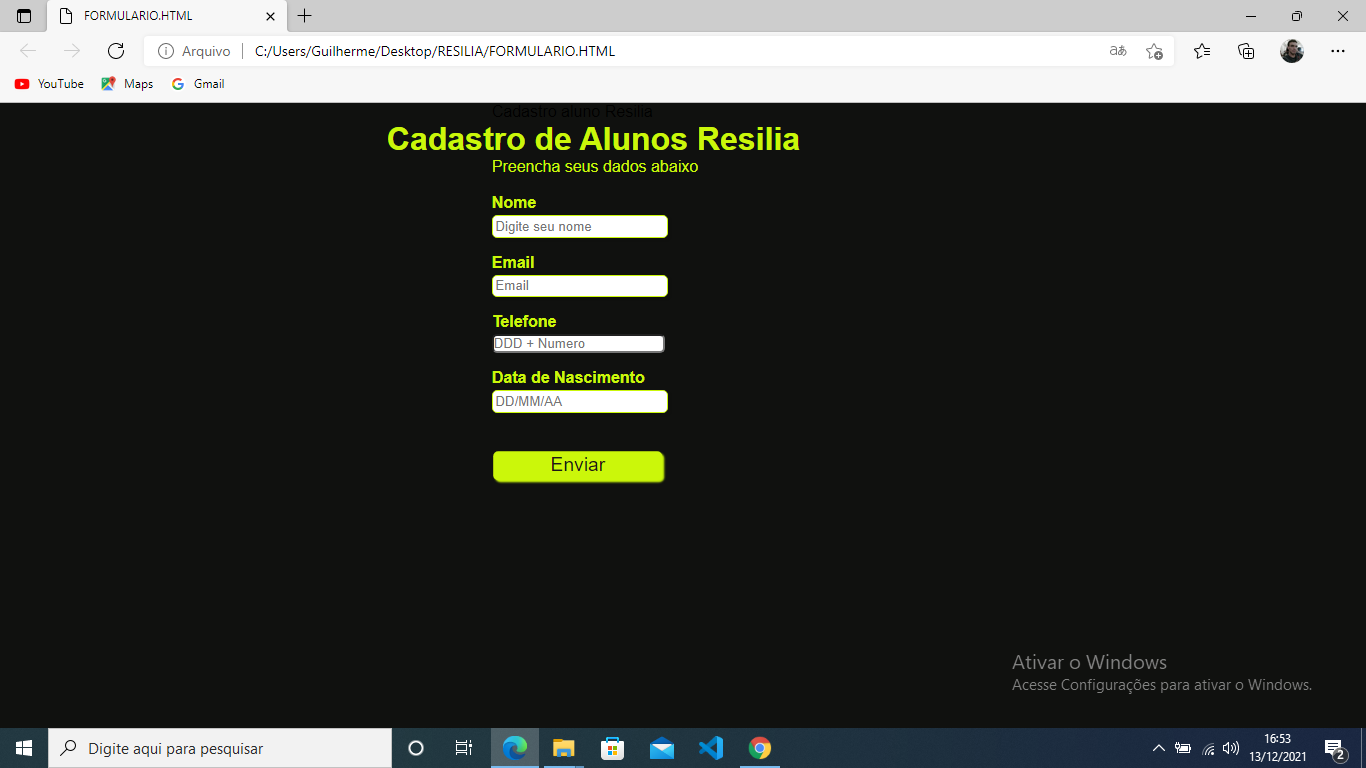 FORMULARIO.HTML
Arquivo C:/Users/Guilherme/Desktop/RESILIA/FORMULARIO.HTML aあ
YouTube Maps Gmail
Cadastro aluno Resilia
Cadastro de Alunos Resilia
Preencha seus dados abaixo
Nome
Digite seu nome
Email
Email
Telefone
DDD + Numero
Data de Nascimento
DD/MM/AA
Enviar
Ativar o Windows
Acesse Configurações para ativar o Windows.
Digite aqui para pesquisar
16:53
13/12/2021
2